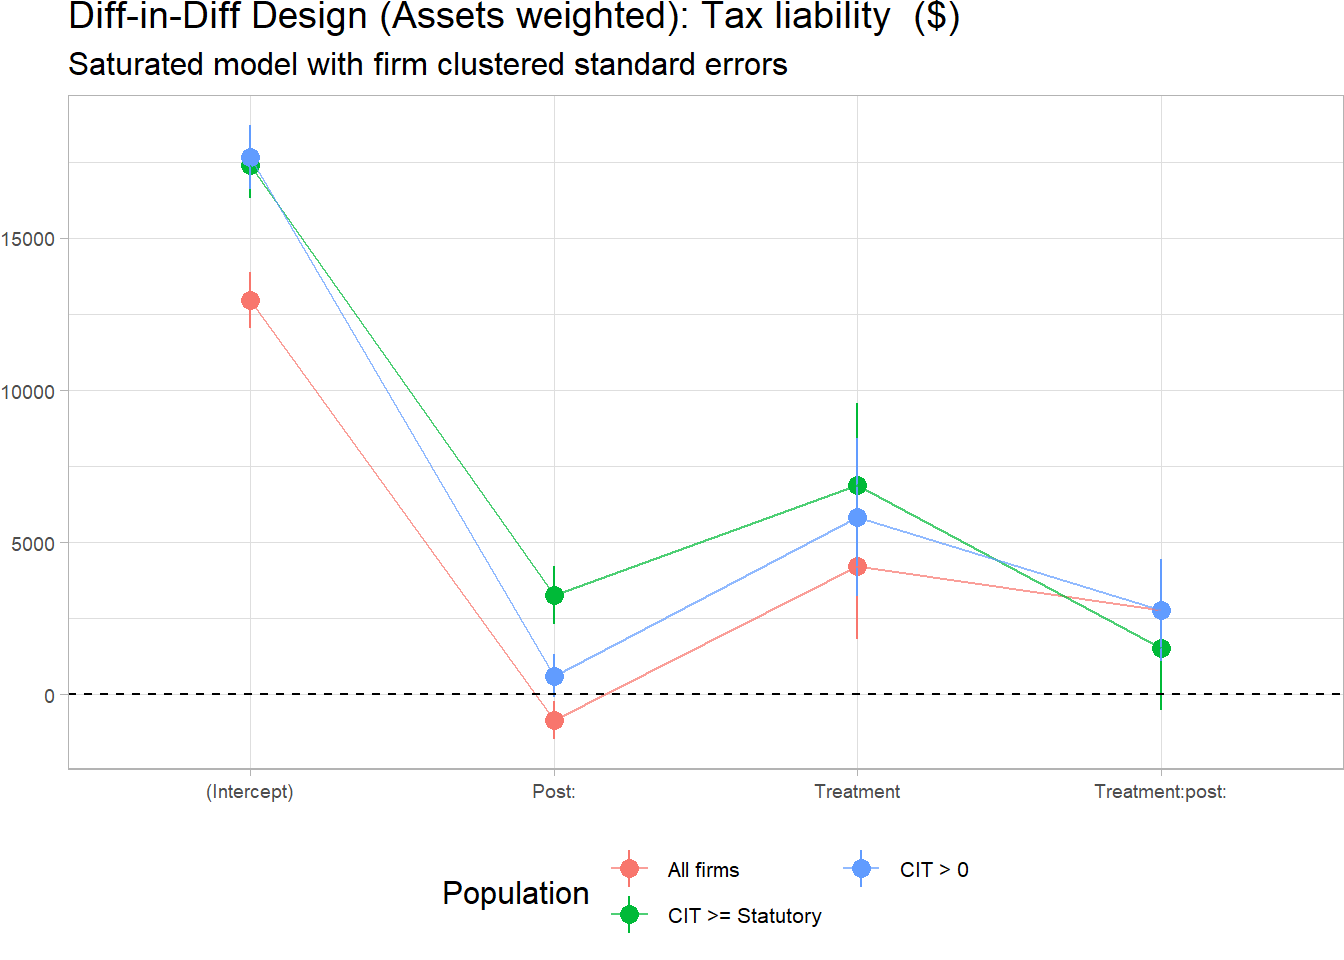 Diff-in-Diff Design (Assets weighted): Tax liability  ($)
Saturated model with firm clustered standard errors
15000
10000
5000
0
(Intercept) Post: Treatment Treatment:post:
Population
All firms
CIT > 0
CIT >= Statutory